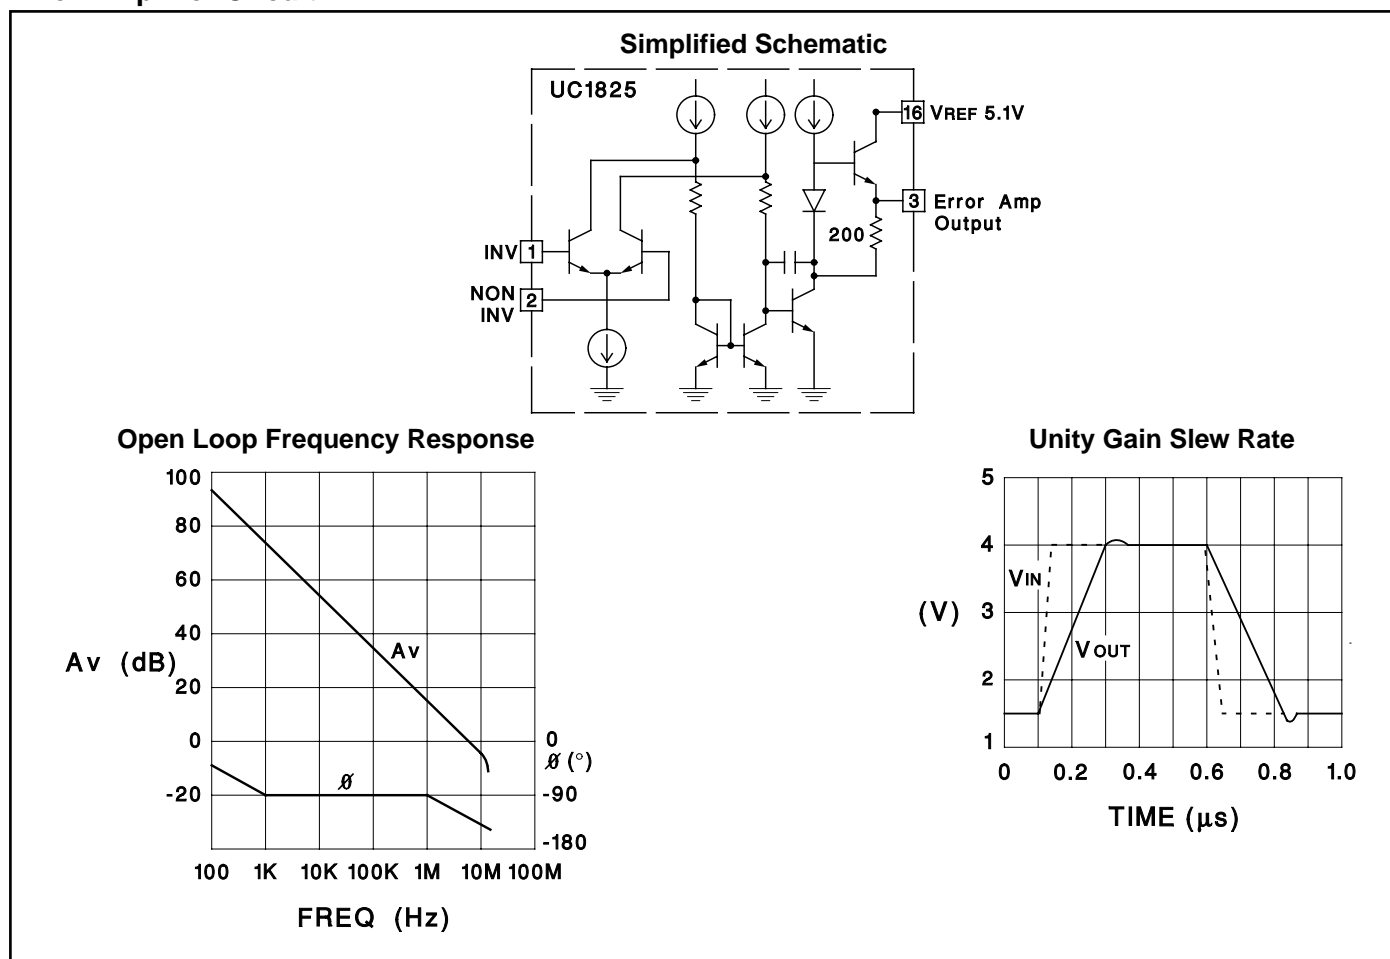 Simplified Schematic
UC1825
16 VREF 5.1V
3 Error Amp
Output
200
INV 1
NON
INV 2
Open Loop Frequency Response
100
80
60
40
Av (dB)
20
0
-20
Av
ø
0
ø (°)
-90
-180
100 1K 10K 100K 1M 10M 100M
FREQ (Hz)
Unity Gain Slew Rate
5
4
3
(V)
2
1
VIN
VOUT
0 0.2 0.4 0.6 0.8 1.0
TIME (µs)